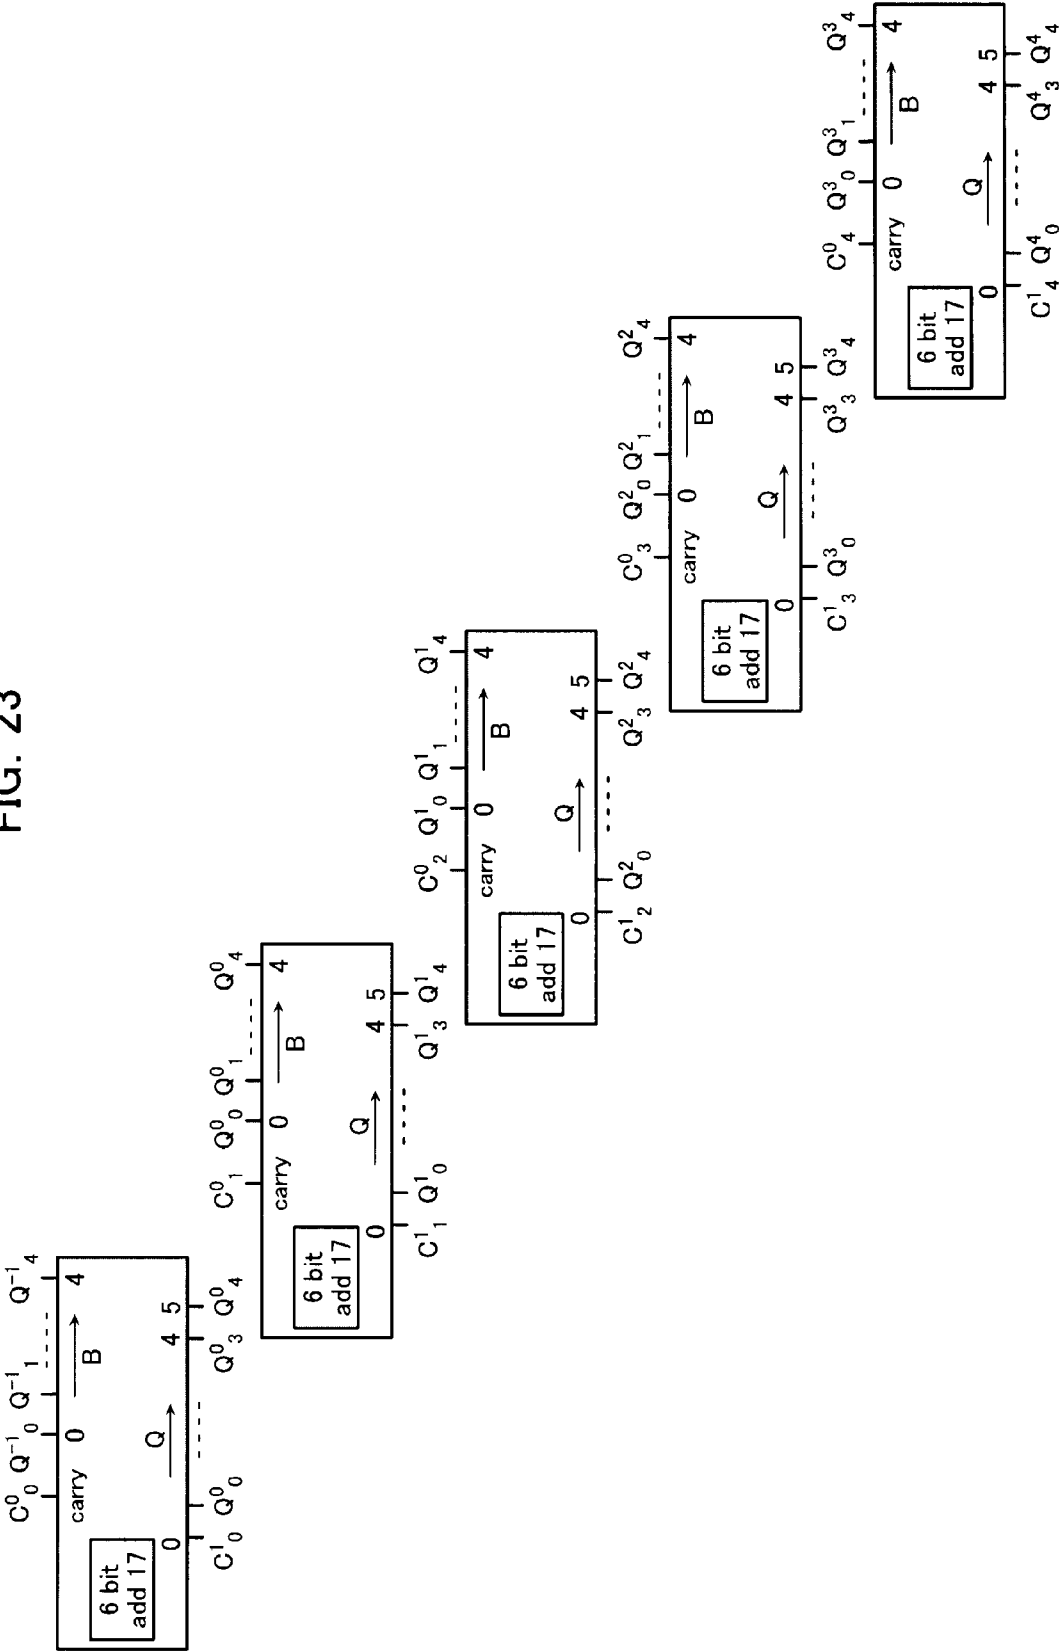 FIG. 23
C⁰₀ Q⁻¹₀ Q⁻¹₁ ----- Q⁻¹₄
carry 0 B 4
6 bit
add 17
0 Q 4 5
C¹₀ Q⁰₀ ---- Q⁰₃ Q⁰₄
C⁰₁ Q⁰₀ Q⁰₁ ----- Q⁰₄
carry 0 B 4
6 bit
add 17
0 Q 4 5
C¹₁ Q¹₀ ---- Q¹₃ Q¹₄
C⁰₂ Q¹₀ Q¹₁ ----- Q¹₄
carry 0 B 4
6 bit
add 17
0 Q 4 5
C¹₂ Q²₀ ---- Q²₃ Q²₄
C⁰₃ Q²₀ Q²₁ ----- Q²₄
carry 0 B 4
6 bit
add 17
0 Q 4 5
C¹₃ Q³₀ ---- Q³₃ Q³₄
C⁰₄ Q³₀ Q³₁ ----- Q³₄
carry 0 B 4
6 bit
add 17
0 Q 4 5
C¹₄ Q⁴₀ ---- Q⁴₃ Q⁴₄